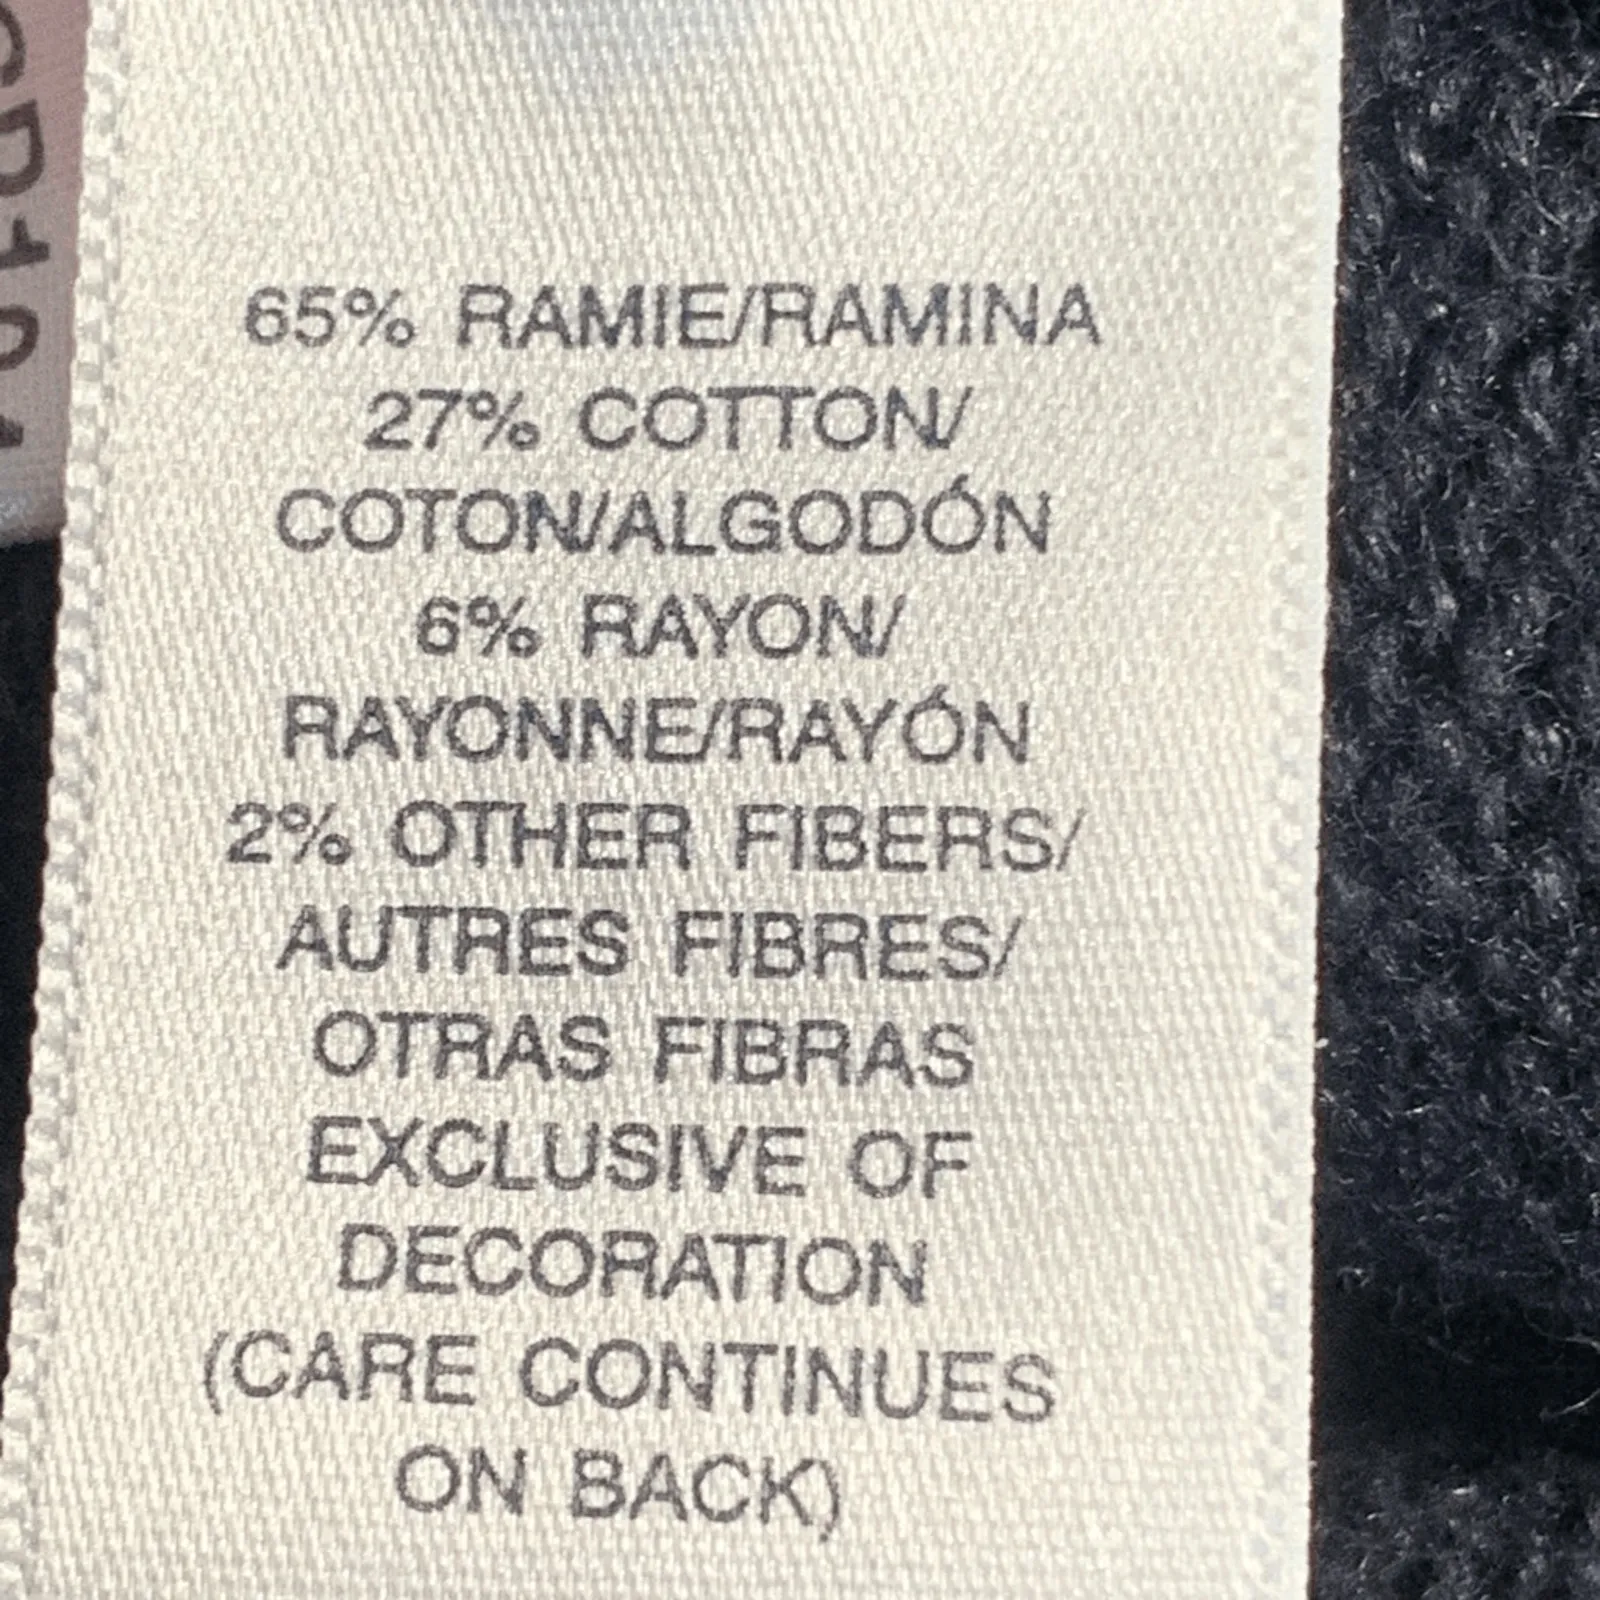 65% RAMIE/RAMINA
27% COTTON/
COTON/ALGODÓN
6% RAYON/
RAYONNE/RAYÓN
2% OTHER FIBERS/
AUTRES FIBRES/
OTRAS FIBRAS
EXCLUSIVE OF
DECORATION
(CARE CONTINUES
ON BACK)